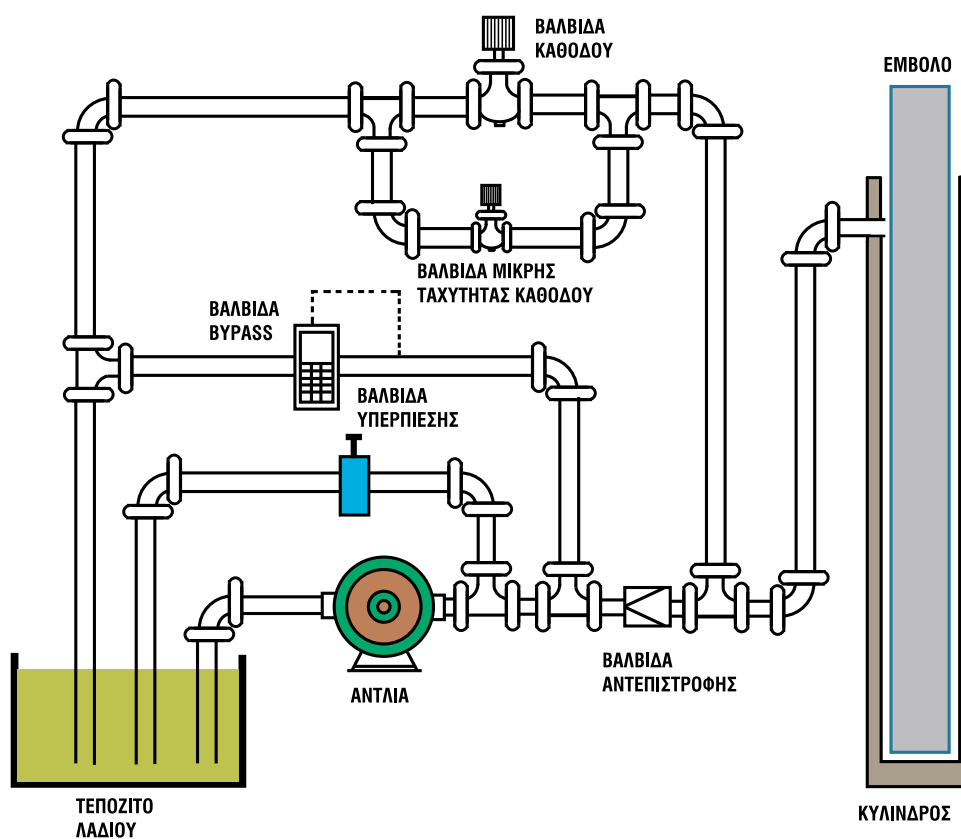 ΒΑΛΒΙΔΑ
ΚΑΘΟΔΟΥ
ΕΜΒΟΛΟ
ΒΑΛΒΙΔΑ ΜΙΚΡΗΣ
ΤΑΧΥΤΗΤΑΣ ΚΑΘΟΔΟΥ
ΒΑΛΒΙΔΑ
BYPASS
ΒΑΛΒΙΔΑ
ΥΠΕΡΠΙΕΣΗΣ
ΑΝΤΛΙΑ
ΒΑΛΒΙΔΑ
ΑΝΤΕΠΙΣΤΡΟΦΗΣ
ΤΕΠΟΖΙΤΟ
ΛΑΔΙΟΥ
ΚΥΛΙΝΔΡΟΣ